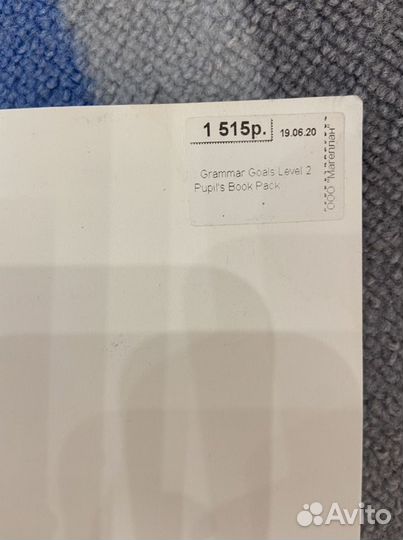 1 515р. 19.06.20
Grammar Goals Level 2
Pupil's Book Pack
ООО "Магеллан"
Avito